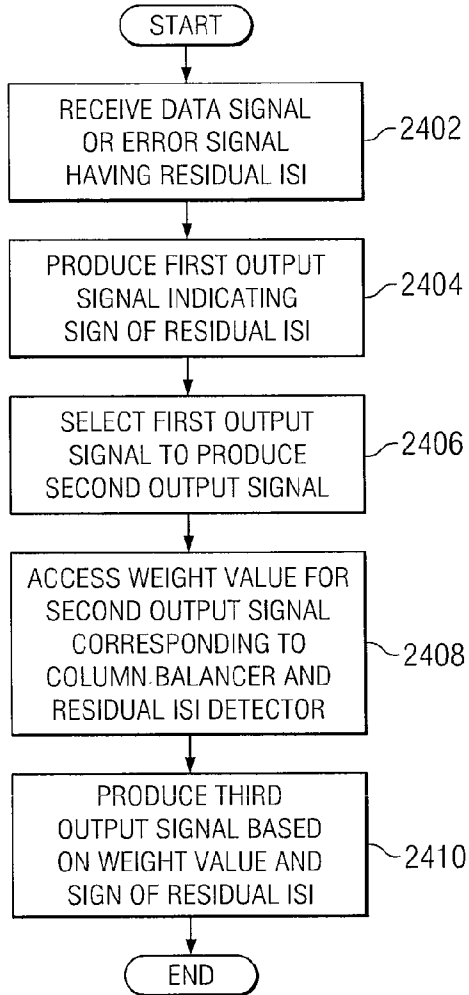 START
RECEIVE DATA SIGNAL
OR ERROR SIGNAL
HAVING RESIDUAL ISI
2402
PRODUCE FIRST OUTPUT
SIGNAL INDICATING
SIGN OF RESIDUAL ISI
2404
SELECT FIRST OUTPUT
SIGNAL TO PRODUCE
SECOND OUTPUT SIGNAL
2406
ACCESS WEIGHT VALUE FOR
SECOND OUTPUT SIGNAL
CORRESPONDING TO
COLUMN BALANCER AND
RESIDUAL ISI DETECTOR
2408
PRODUCE THIRD
OUTPUT SIGNAL BASED
ON WEIGHT VALUE AND
SIGN OF RESIDUAL ISI
2410
END